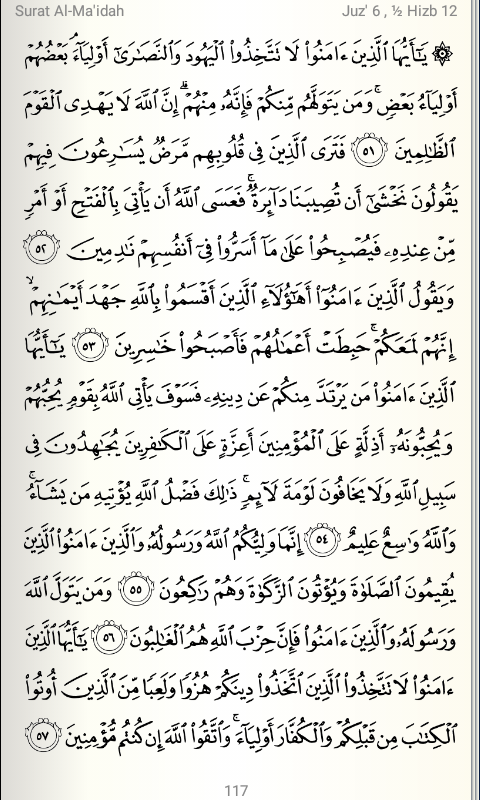 Surat Al-Ma'idah Juz' 6 , ½ Hizb 12
۞ يَـٰٓأَيُّهَا ٱلَّذِينَ ءَامَنُوا۟ لَا تَتَّخِذُوا۟ ٱلْيَهُودَ وَٱلنَّصَـٰرَىٰٓ أَوْلِيَآءَ ۘ بَعْضُهُمْ
أَوْلِيَآءُ بَعْضٍ ۚ وَمَن يَتَوَلَّهُم مِّنكُمْ فَإِنَّهُۥ مِنْهُمْ ۗ إِنَّ ٱللَّهَ لَا يَهْدِى ٱلْقَوْمَ
ٱلظَّـٰلِمِينَ ٥١ فَتَرَى ٱلَّذِينَ فِى قُلُوبِهِم مَّرَضٌ يُسَـٰرِعُونَ فِيهِمْ
يَقُولُونَ نَخْشَىٰٓ أَن تُصِيبَنَا دَآئِرَةٌ ۚ فَعَسَى ٱللَّهُ أَن يَأْتِىَ بِٱلْفَتْحِ أَوْ أَمْرٍ
مِّنْ عِندِهِۦ فَيُصْبِحُوا۟ عَلَىٰ مَآ أَسَرُّوا۟ فِىٓ أَنفُسِهِمْ نَـٰدِمِينَ ٥٢
وَيَقُولُ ٱلَّذِينَ ءَامَنُوٓا۟ أَهَـٰٓؤُلَآءِ ٱلَّذِينَ أَقْسَمُوا۟ بِٱللَّهِ جَهْدَ أَيْمَـٰنِهِمْ ۙ
إِنَّهُمْ لَمَعَكُمْ ۚ حَبِطَتْ أَعْمَـٰلُهُمْ فَأَصْبَحُوا۟ خَـٰسِرِينَ ٥٣ يَـٰٓأَيُّهَا
ٱلَّذِينَ ءَامَنُوا۟ مَن يَرْتَدَّ مِنكُمْ عَن دِينِهِۦ فَسَوْفَ يَأْتِى ٱللَّهُ بِقَوْمٍ يُحِبُّهُمْ
وَيُحِبُّونَهُۥٓ أَذِلَّةٍ عَلَى ٱلْمُؤْمِنِينَ أَعِزَّةٍ عَلَى ٱلْكَـٰفِرِينَ يُجَـٰهِدُونَ فِى
سَبِيلِ ٱللَّهِ وَلَا يَخَافُونَ لَوْمَةَ لَآئِمٍ ۚ ذَٰلِكَ فَضْلُ ٱللَّهِ يُؤْتِيهِ مَن يَشَآءُ ۚ
وَٱللَّهُ وَٰسِعٌ عَلِيمٌ ٥٤ إِنَّمَا وَلِيُّكُمُ ٱللَّهُ وَرَسُولُهُۥ وَٱلَّذِينَ ءَامَنُوا۟ ٱلَّذِينَ
يُقِيمُونَ ٱلصَّلَوٰةَ وَيُؤْتُونَ ٱلزَّكَوٰةَ وَهُمْ رَٰكِعُونَ ٥٥ وَمَن يَتَوَلَّ ٱللَّهَ
وَرَسُولَهُۥ وَٱلَّذِينَ ءَامَنُوا۟ فَإِنَّ حِزْبَ ٱللَّهِ هُمُ ٱلْغَـٰلِبُونَ ٥٦ يَـٰٓأَيُّهَا ٱلَّذِينَ
ءَامَنُوا۟ لَا تَتَّخِذُوا۟ ٱلَّذِينَ ٱتَّخَذُوا۟ دِينَكُمْ هُزُوًا وَلَعِبًا مِّنَ ٱلَّذِينَ أُوتُوا۟
ٱلْكِتَـٰبَ مِن قَبْلِكُمْ وَٱلْكُفَّارَ أَوْلِيَآءَ ۚ وَٱتَّقُوا۟ ٱللَّهَ إِن كُنتُم مُّؤْمِنِينَ ٥٧
117